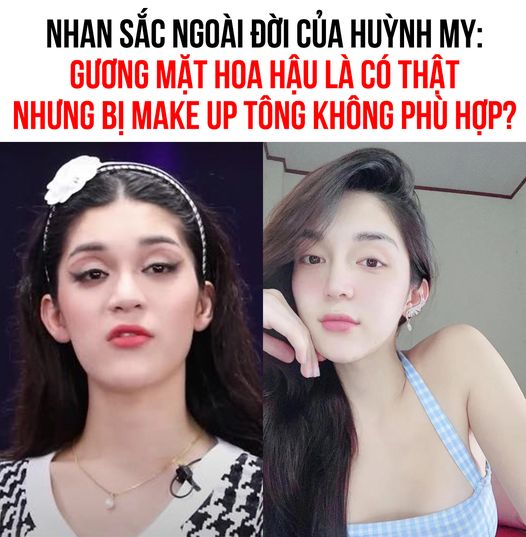 NHAN SẮC NGOÀI ĐỜI CỦA HUỲNH MY:
GƯƠNG MẶT HOA HẬU LÀ CÓ THẬT
NHƯNG BỊ MAKE UP TÔNG KHÔNG PHÙ HỢP?